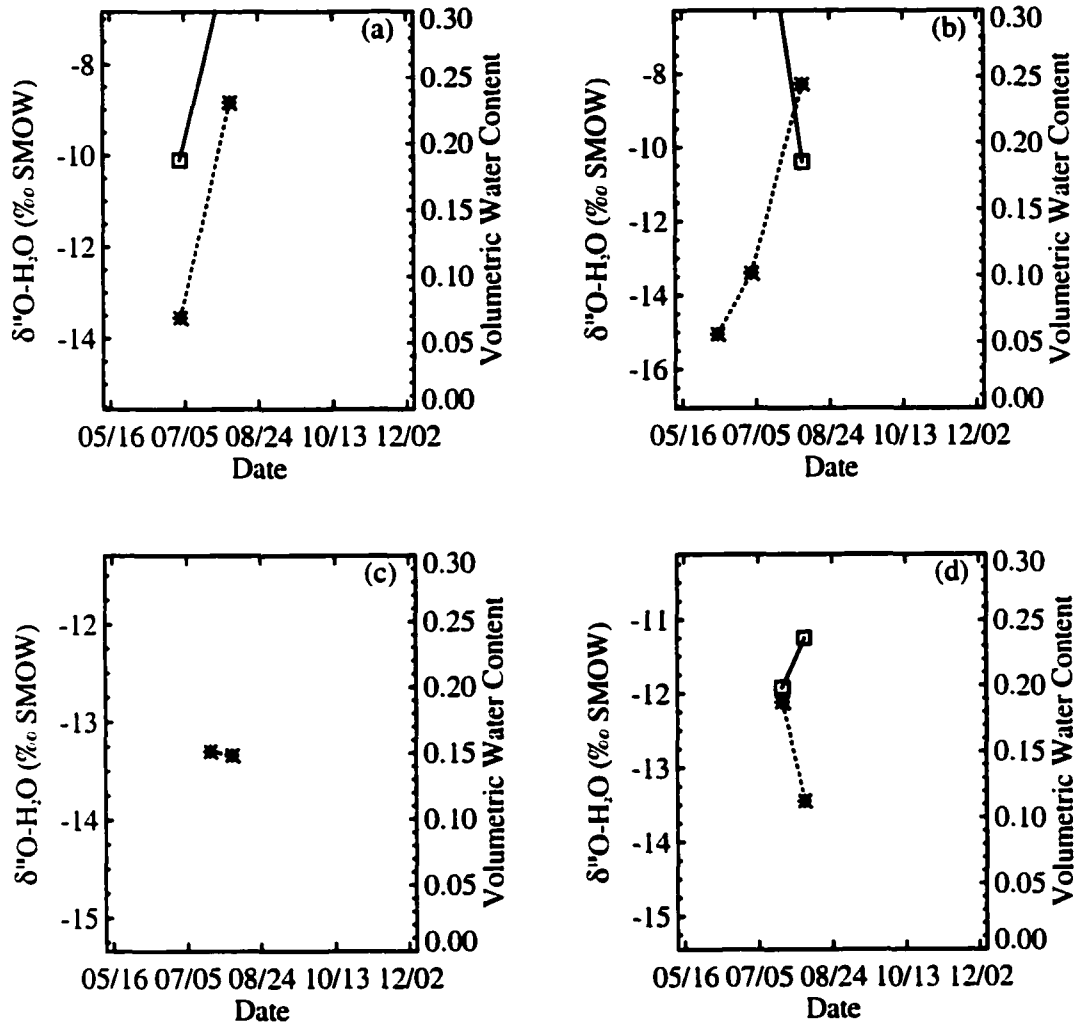 (a)
δ¹⁸O-H₂O (‰ SMOW)
-8
-10
-12
-14
0.30
0.25
0.20
0.15
0.10
0.05
0.00
Volumetric Water Content
05/16 07/05 08/24 10/13 12/02
Date
(b)
δ¹⁸O-H₂O (‰ SMOW)
-8
-10
-12
-14
-16
0.30
0.25
0.20
0.15
0.10
0.05
0.00
Volumetric Water Content
05/16 07/05 08/24 10/13 12/02
Date
(c)
δ¹⁸O-H₂O (‰ SMOW)
-12
-13
-14
-15
0.30
0.25
0.20
0.15
0.10
0.05
0.00
Volumetric Water Content
05/16 07/05 08/24 10/13 12/02
Date
(d)
δ¹⁸O-H₂O (‰ SMOW)
-11
-12
-13
-14
-15
0.30
0.25
0.20
0.15
0.10
0.05
0.00
Volumetric Water Content
05/16 07/05 08/24 10/13 12/02
Date